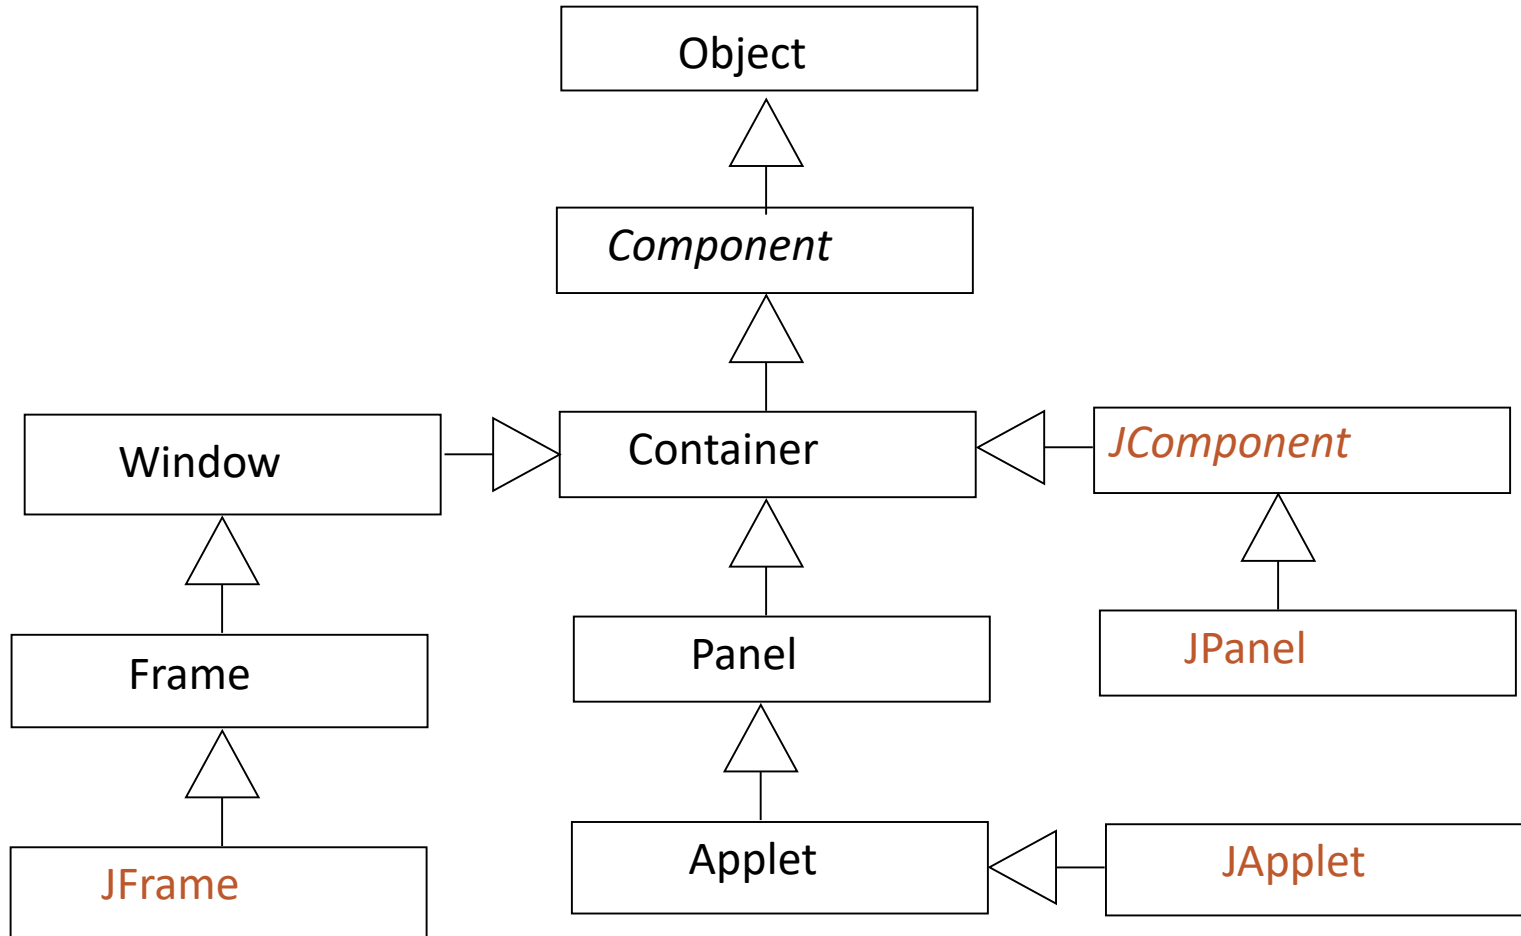 Object
Component
Window
Container
JComponent
Frame
Panel
JPanel
JFrame
Applet
JApplet